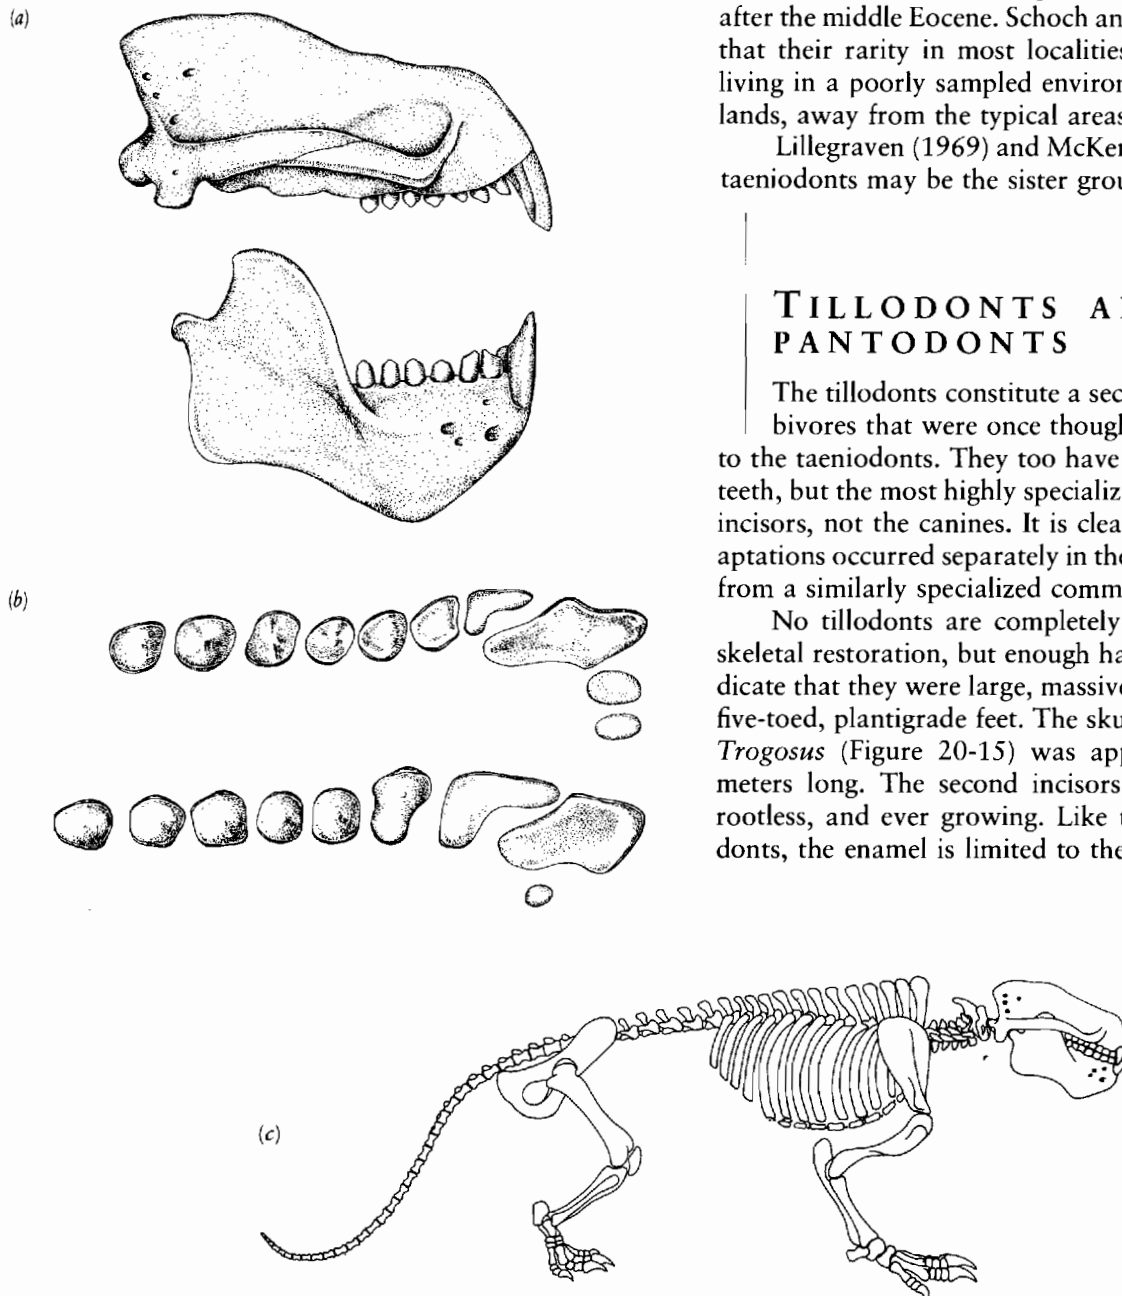 (a)
after the middle Eocene. Schoch an
that their rarity in most localities
living in a poorly sampled environ
lands, away from the typical areas
Lillegraven (1969) and McKer
taeniodonts may be the sister grou
TILLODONTS A
PANTODONTS
The tillodonts constitute a sec
bivores that were once though
to the taeniodonts. They too have
teeth, but the most highly specializ
incisors, not the canines. It is clea
aptations occurred separately in the
from a similarly specialized comm
(b)
No tillodonts are completely
skeletal restoration, but enough ha
dicate that they were large, massive
five-toed, plantigrade feet. The sku
Trogosus (Figure 20-15) was app
meters long. The second incisors
rootless, and ever growing. Like t
donts, the enamel is limited to the
(c)